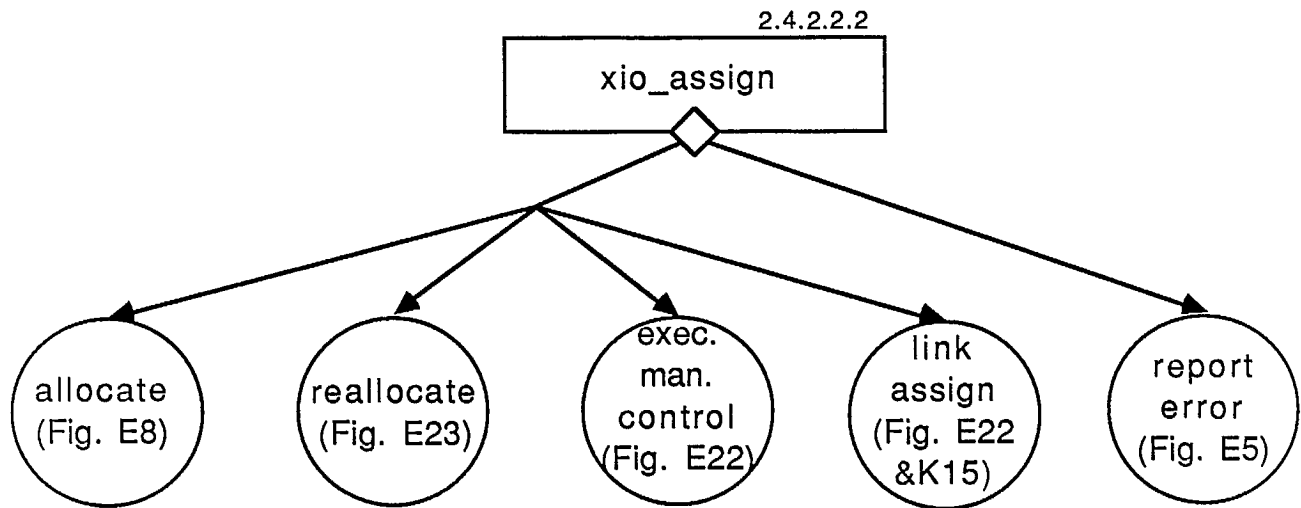 2.4.2.2.2
xio_assign
allocate
(Fig. E8)
reallocate
(Fig. E23)
exec.
man.
control
(Fig. E22)
link
assign
(Fig. E22
&K15)
report
error
(Fig. E5)